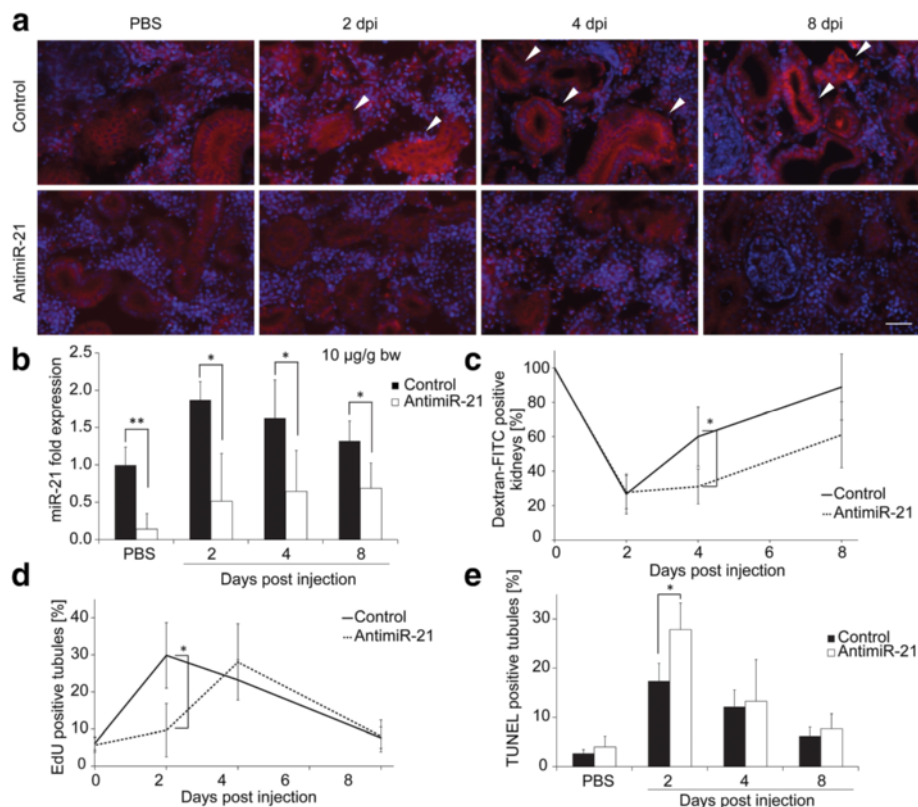 a
PBS 2 dpi 4 dpi 8 dpi
Control
AntimiR-21
b
10 µg/g bw
miR-21 fold expression
2.5
2.0
1.5
1.0
0.5
0.0
** * * *
Control
AntimiR-21
PBS 2 4 8
Days post injection
c
Dextran-FITC positive
kidneys [%]
100
80
60
40
20
0
*
Control
AntimiR-21
0 2 4 6 8
Days post injection
d
EdU positive tubules [%]
40
30
20
10
0
*
Control
AntimiR-21
0 2 4 6 8
Days post injection
e
TUNEL positive tubules [%]
30
20
10
0
*
Control
AntimiR-21
PBS 2 4 8
Days post injection